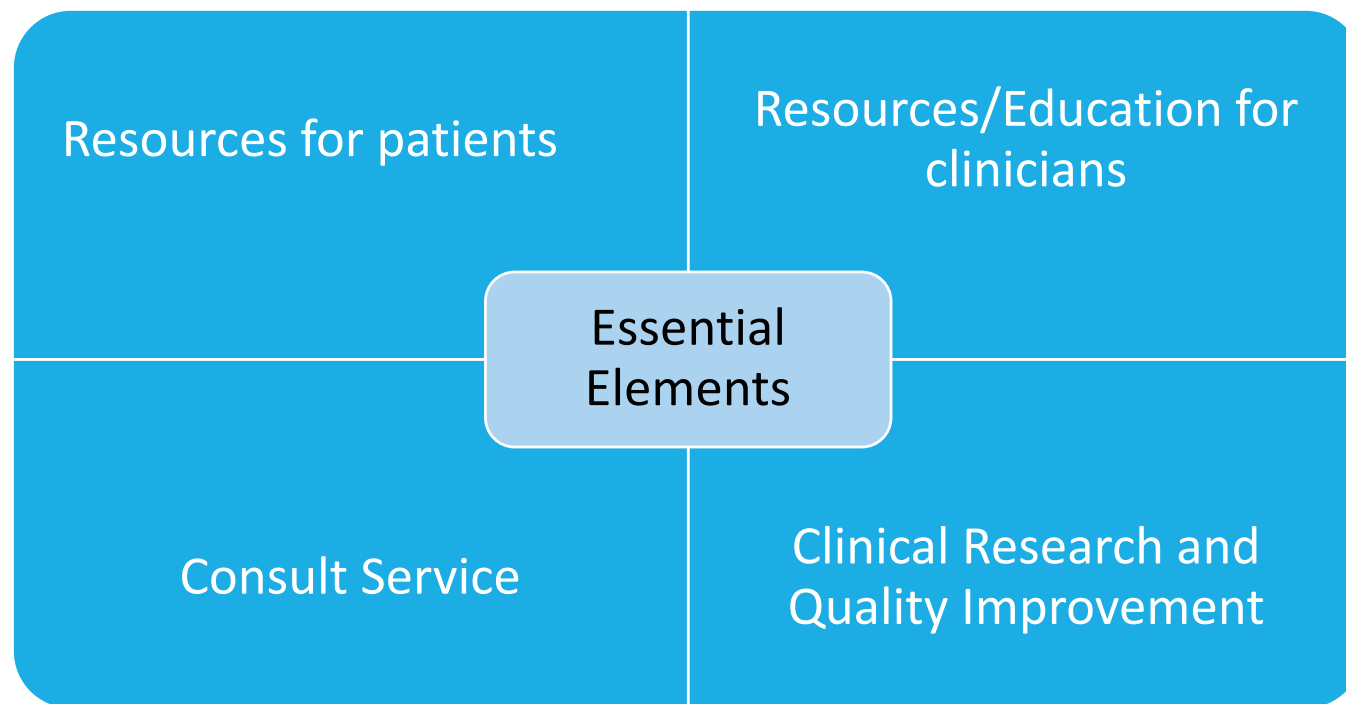 Resources for patients
Resources/Education for
clinicians
Essential
Elements
Consult Service
Clinical Research and
Quality Improvement